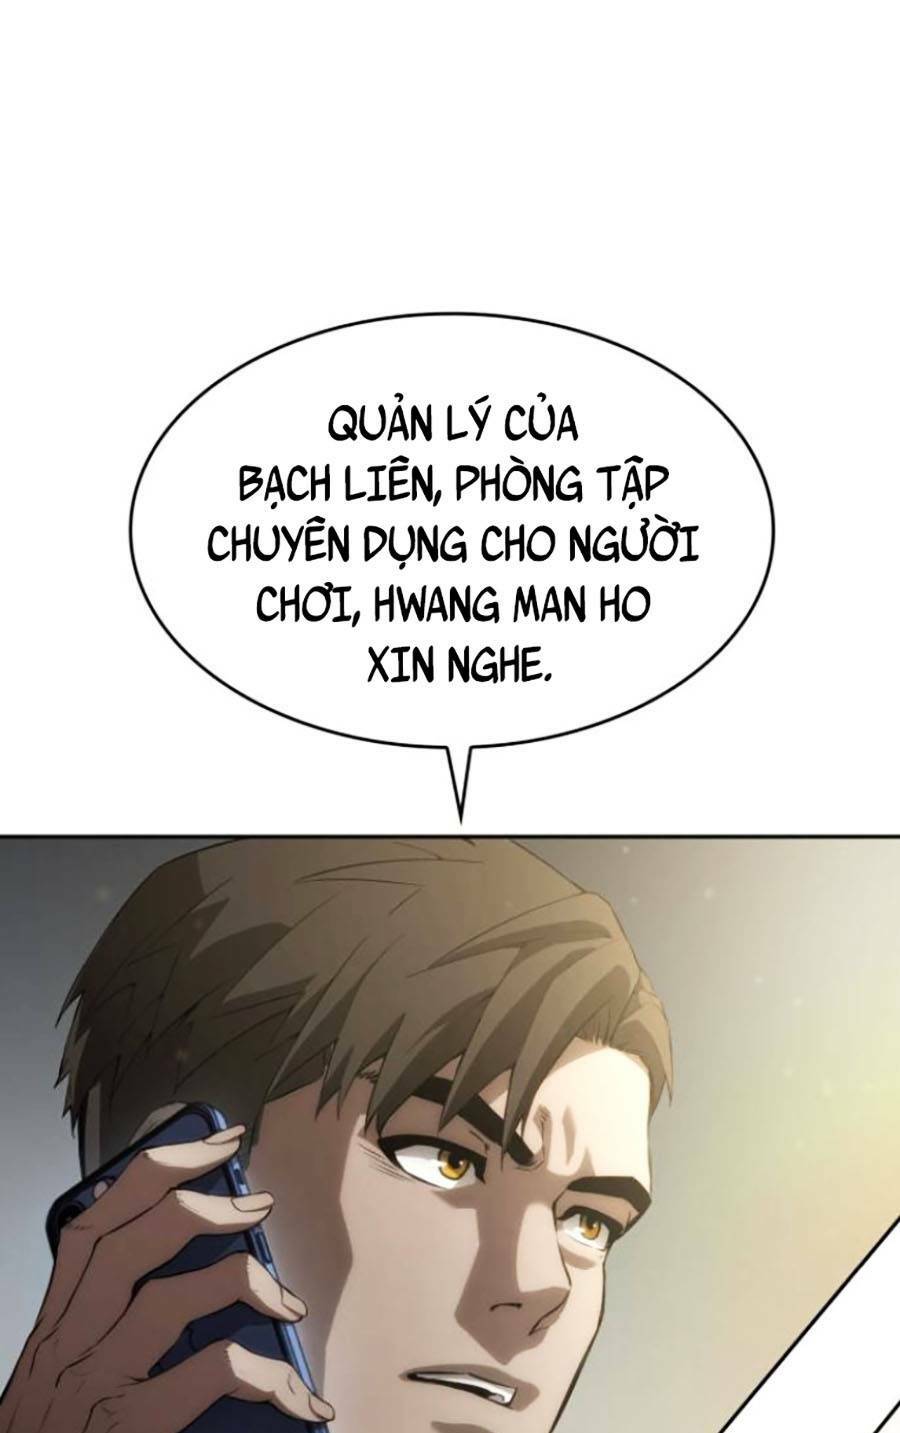 QUẢN LÝ CỦA
BẠCH LIÊN, PHÒNG TẬP
CHUYÊN DỤNG CHO NGƯỜI
CHƠI, HWANG MAN HO
XIN NGHE.